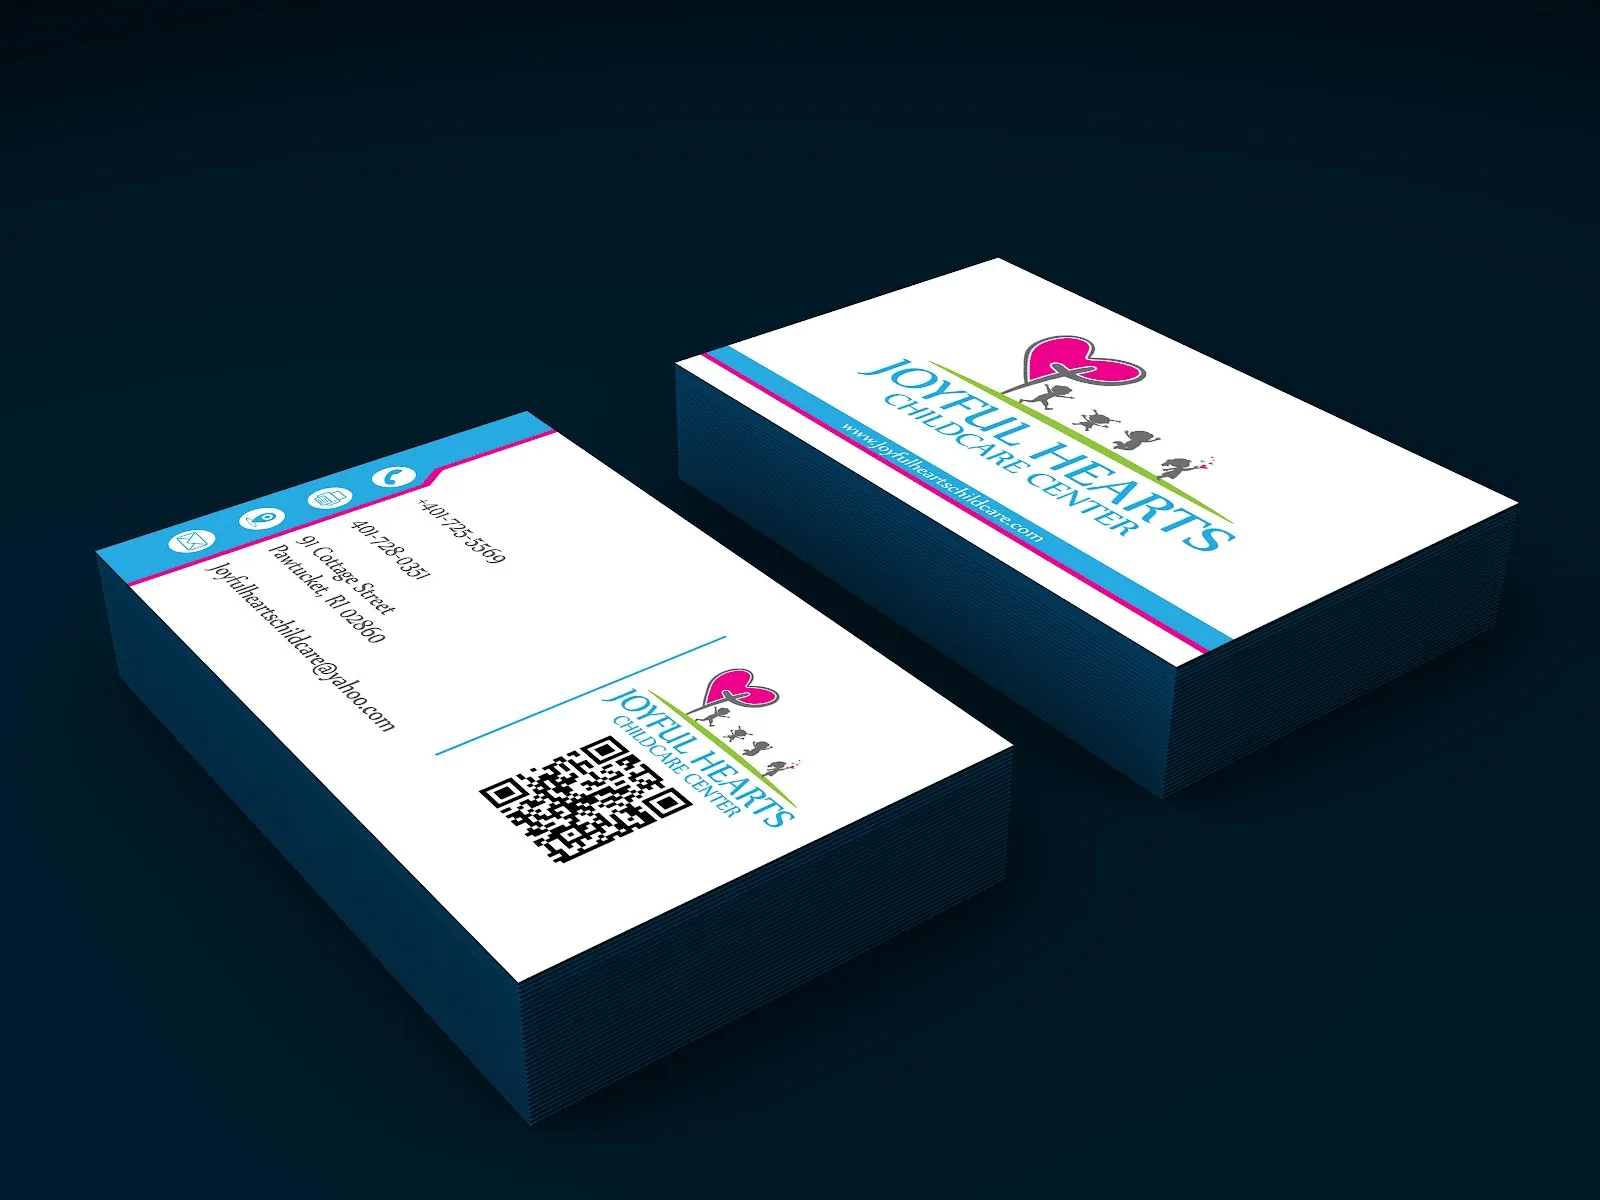 +401-725-5569
401-728-0351
91 Cottage Street
Pawtucket, RI 02860
Joyfulheartschildcare@yahoo.com
JOYFUL HEARTS
CHILDCARE CENTER
JOYFUL HEARTS
CHILDCARE CENTER
www.Joyfulheartschildcare.com